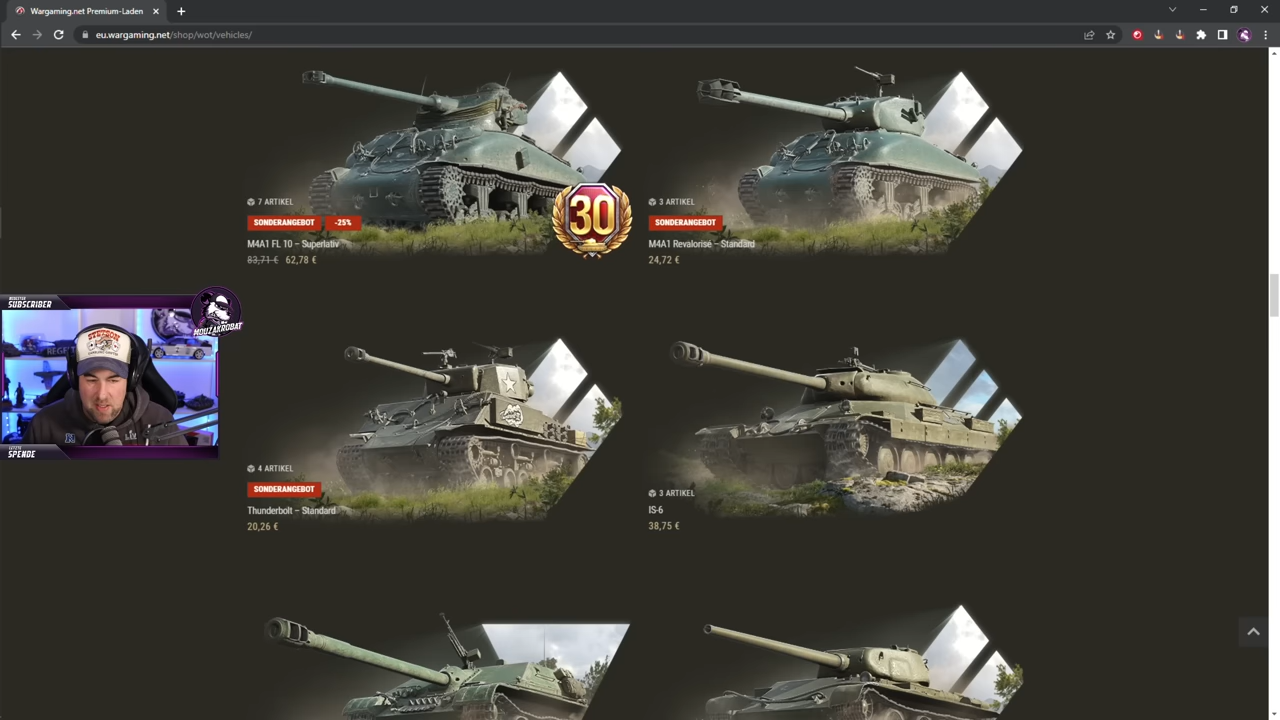 Wargaming.net Premium-Laden
eu.wargaming.net/shop/wot/vehicles/
7 ARTIKEL
SONDERANGEBOT -25%
M4A1 FL 10 – Superlativ
83,71 € 62,78 €
30
3 ARTIKEL
SONDERANGEBOT
M4A1 Revalorisé – Standard
24,72 €
SUBSCRIBER
MOUZAKROBAT
SPENDE
4 ARTIKEL
SONDERANGEBOT
Thunderbolt – Standard
20,26 €
3 ARTIKEL
IS-6
38,75 €